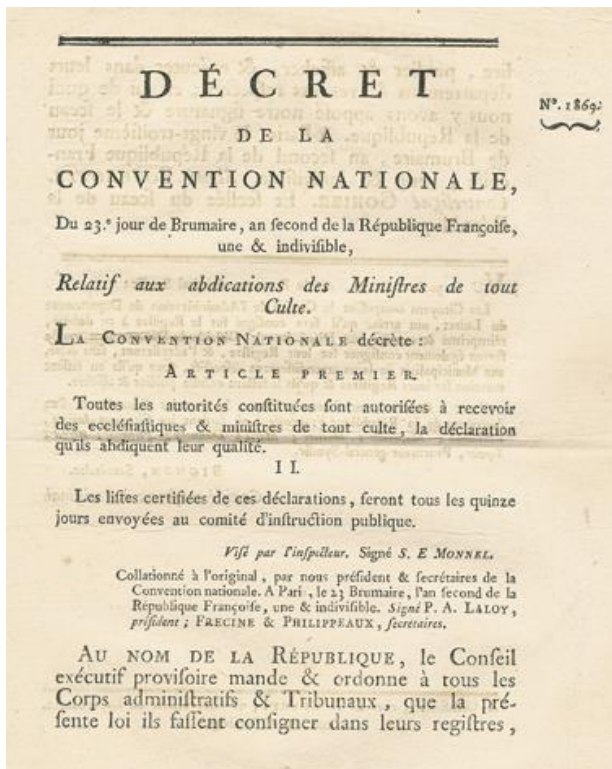 DÉCRET
Nº. 1869.
DE LA
CONVENTION NATIONALE,
Du 23.e jour de Brumaire, an second de la République Françoiſe,
une & indiviſible,
Relatif aux abdications des Miniſtres de tout
Culte.
LA CONVENTION NATIONALE décrète :
ARTICLE PREMIER.
Toutes les autorités conſtituées ſont autoriſées à recevoir
des eccléſiaſtiques & miniſtres de tout culte, la déclaration
qu'ils abdiquent leur qualité.
II.
Les liſtes certifiées de ces déclarations, ſeront tous les quinze
jours envoyées au comité d'inſtruction publique.
Viſé par l'inſpecteur. Signé S. E MONNEL.
Collationné à l'original, par nous préſident & ſecrétaires de la
Convention nationale. A Pari, le 23 Brumaire, l'an second de la
République Françoiſe, une & indiviſible. Signé P. A. LALOY,
préſident ; FRECINE & PHILIPPEAUX, ſecrétaires.
AU NOM DE LA RÉPUBLIQUE, le Conſeil
exécutif proviſoire mande & ordonne à tous les
Corps adminiſtratifs & Tribunaux, que la pré-
ſente loi ils faſſent conſigner dans leurs regiſtres,